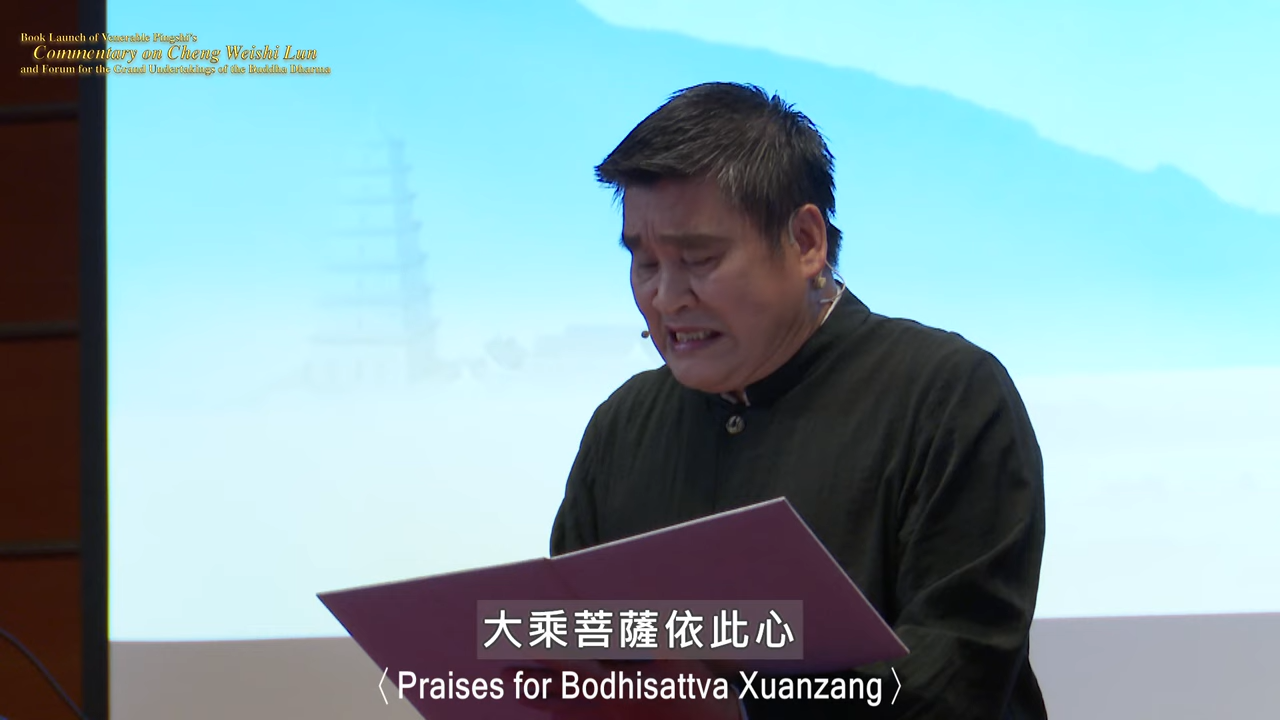 Book Launch of Venerable Pingshi's
Commentary on Cheng Weishi Lun
and Forum for the Grand Undertakings of the Buddha Dharma
大乘菩薩依此心
〈Praises for Bodhisattva Xuanzang〉